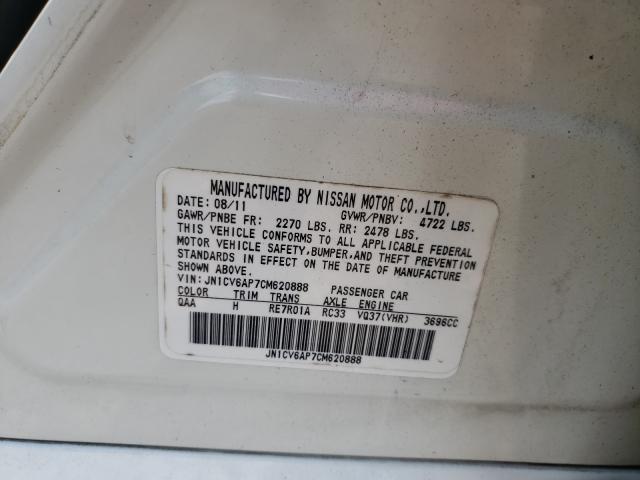 MANUFACTURED BY NISSAN MOTOR CO.,LTD.
DATE: 08/11 GVWR/PNBV: 4722 LBS.
GAWR/PNBE FR: 2270 LBS. RR: 2478 LBS.
THIS VEHICLE CONFORMS TO ALL APPLICABLE FEDERAL
MOTOR VEHICLE SAFETY,BUMPER,AND THEFT PREVENTION
STANDARDS IN EFFECT ON THE DATE OF MANUFACTURE
SHOWN ABOVE.
VIN: JN1CV6AP7CM620888 PASSENGER CAR
COLOR TRIM TRANS AXLE ENGINE
QAA H RE7R01A RC33 VQ37(VHR) 3696CC
JN1CV6AP7CM620888